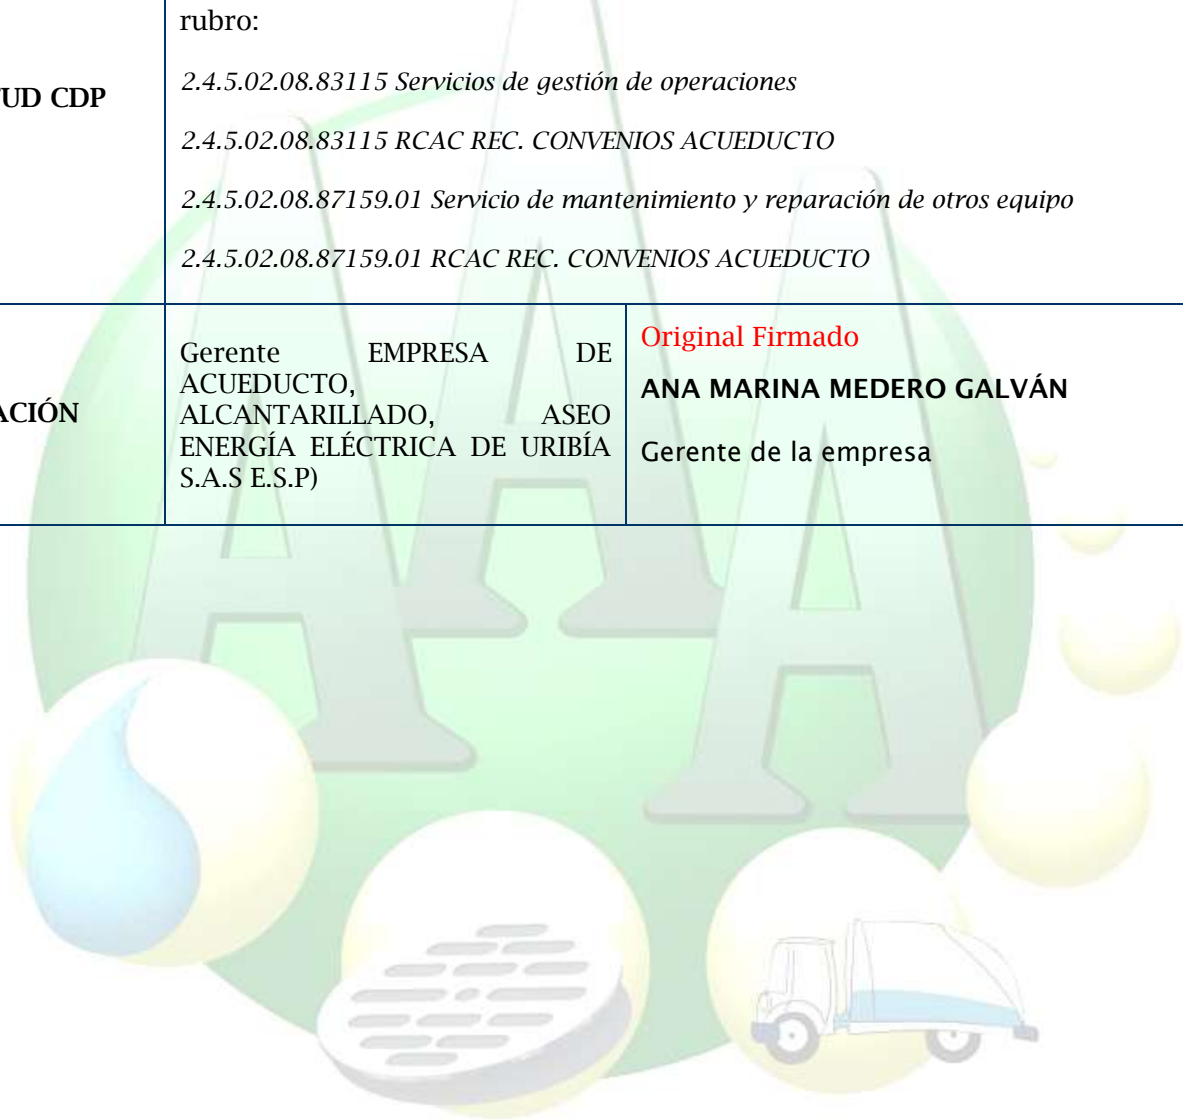 rubro:
TUD CDP
2.4.5.02.08.83115 Servicios de gestión de operaciones
2.4.5.02.08.83115 RCAC REC. CONVENIOS ACUEDUCTO
2.4.5.02.08.87159.01 Servicio de mantenimiento y reparación de otros equipo
2.4.5.02.08.87159.01 RCAC REC. CONVENIOS ACUEDUCTO
ACIÓN
Gerente EMPRESA DE
ACUEDUCTO,
ALCANTARILLADO, ASEO
ENERGÍA ELÉCTRICA DE URIBÍA
S.A.S E.S.P)
Original Firmado
ANA MARINA MEDERO GALVÁN
Gerente de la empresa
AAA